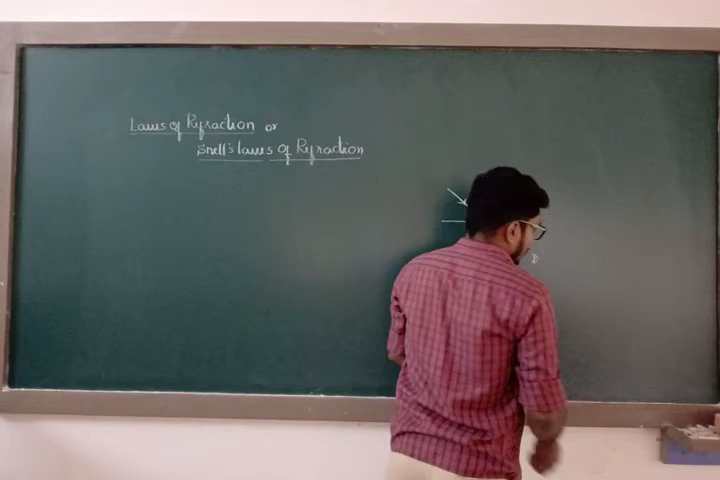 Laws of Refraction or
Snell's laws of Refraction
D